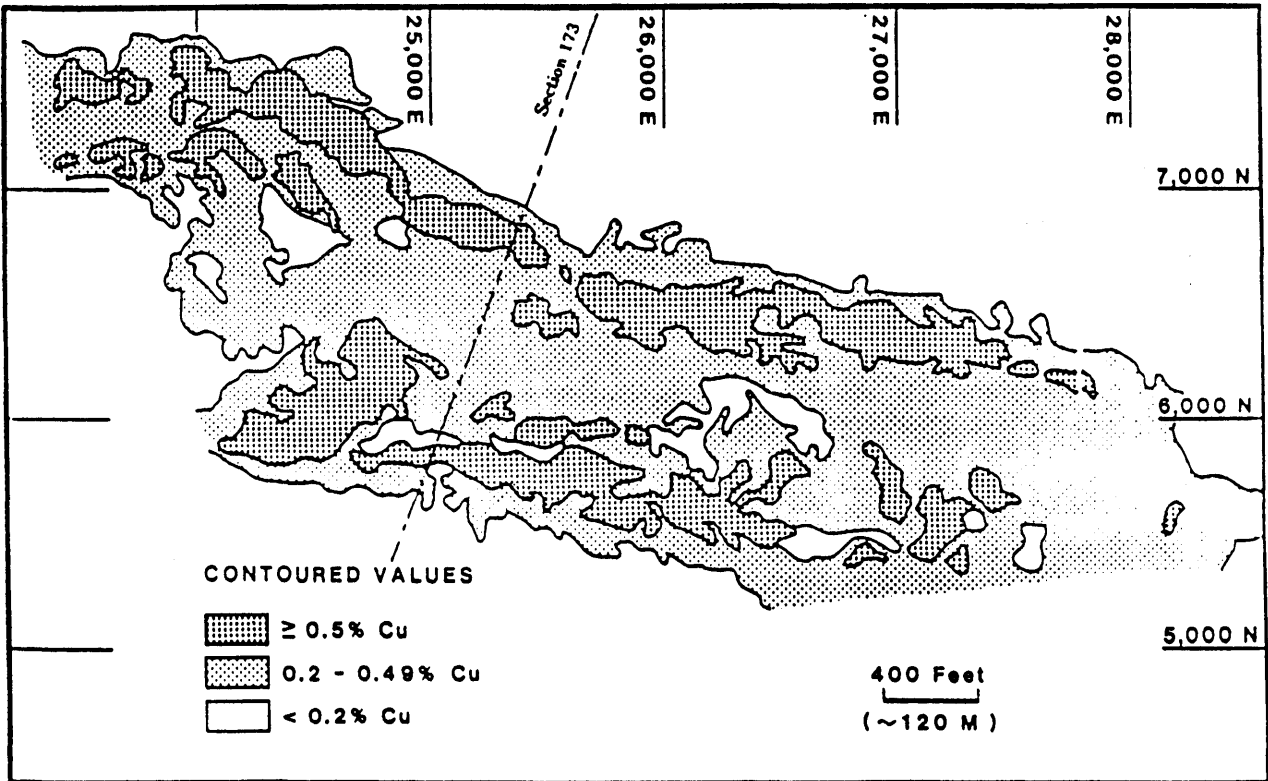 25,000 E
Section 173
26,000 E
27,000 E
28,000 E
7,000 N
6,000 N
5,000 N
CONTOURED VALUES
≥ 0.5% Cu
0.2 - 0.49% Cu
< 0.2% Cu
400 Feet
(~120 M)